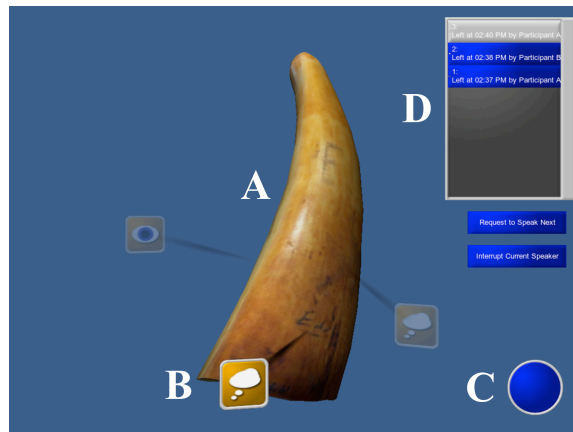 3:
Left at 02:40 PM by Participant A
2:
Left at 02:38 PM by Participant B
1:
Left at 02:37 PM by Participant A
D
A
Request to Speak Next
Interrupt Current Speaker
B
C